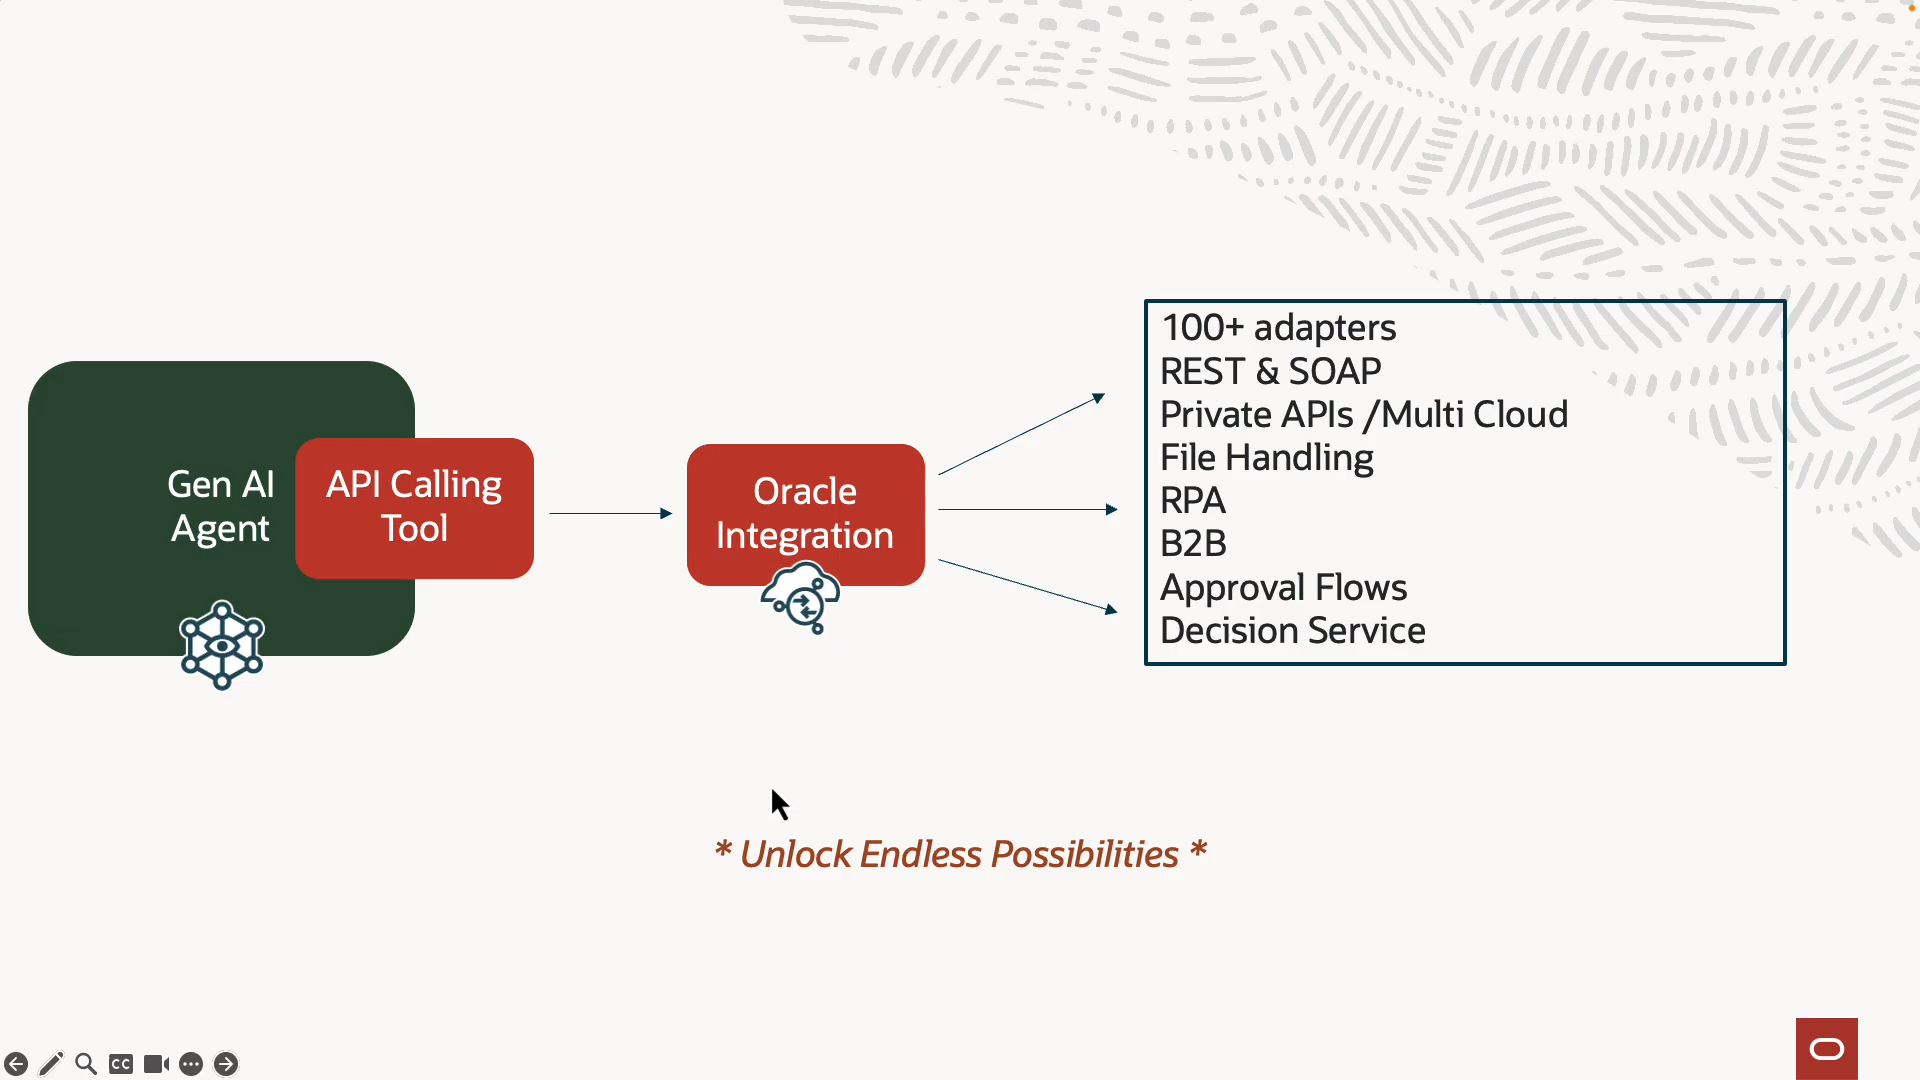 Gen AI
Agent
API Calling
Tool
Oracle
Integration
100+ adapters
REST & SOAP
Private APIs /Multi Cloud
File Handling
RPA
B2B
Approval Flows
Decision Service
* Unlock Endless Possibilities *
CC